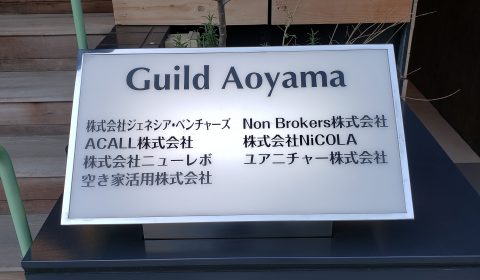 Guild Aoyama
株式会社ジェネシア・ベンチャーズ Non Brokers株式会社
ACALL株式会社 株式会社NiCOLA
株式会社ニューレボ ユアニチャー株式会社
空き家活用株式会社